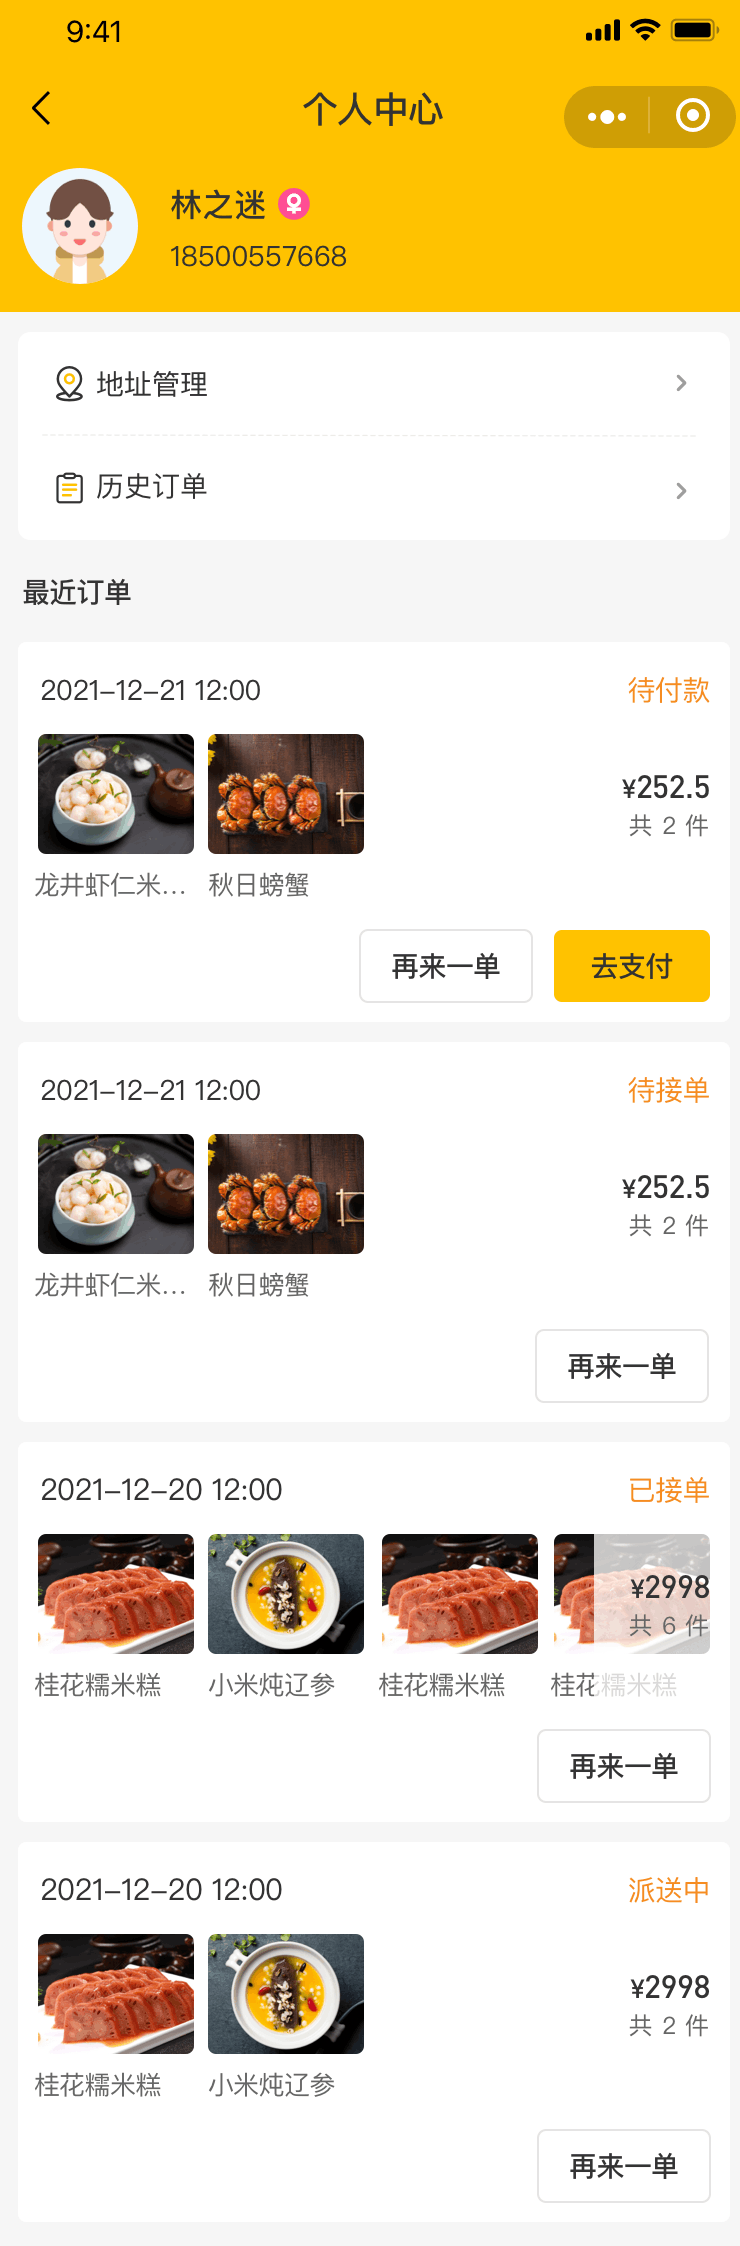 9:41
个人中心
林之迷
18500557668
地址管理
历史订单
最近订单
2021-12-21 12:00 待付款
¥252.5
共 2 件
龙井虾仁米... 秋日螃蟹
再来一单 去支付
2021-12-21 12:00 待接单
¥252.5
共 2 件
龙井虾仁米... 秋日螃蟹
再来一单
2021-12-20 12:00 已接单
¥2998
共 6 件
桂花糯米糕 小米炖辽参 桂花糯米糕 桂花糯米糕
再来一单
2021-12-20 12:00 派送中
¥2998
共 2 件
桂花糯米糕 小米炖辽参
再来一单